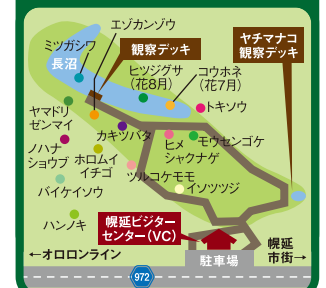 エゾカンゾウ
ミツガシワ
観察デッキ
ヤチマナコ
観察デッキ
長沼
ヒツジグサ
(花8月)
コウホネ
(花7月)
トキソウ
ヤマドリ
ゼンマイ
カキツバタ
ヒメ
シャクナゲ
モウセンゴケ
ノハナ
ショウブ
ホロムイ
イチゴ
ツルコケモモ
イソツツジ
バイケイソウ
ハンノキ
幌延ビジター
センター(VC)
←オロロンライン
駐車場
幌延
市街→
972